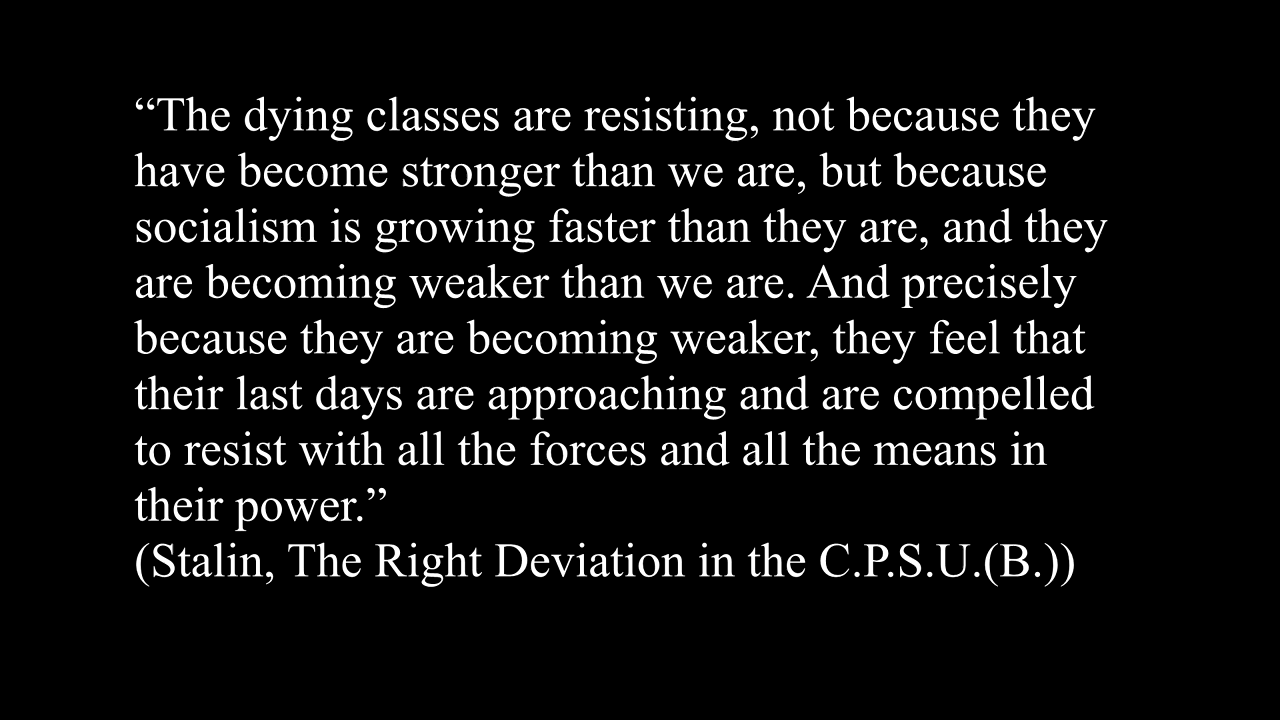 “The dying classes are resisting, not because they
have become stronger than we are, but because
socialism is growing faster than they are, and they
are becoming weaker than we are. And precisely
because they are becoming weaker, they feel that
their last days are approaching and are compelled
to resist with all the forces and all the means in
their power.”
(Stalin, The Right Deviation in the C.P.S.U.(B.))